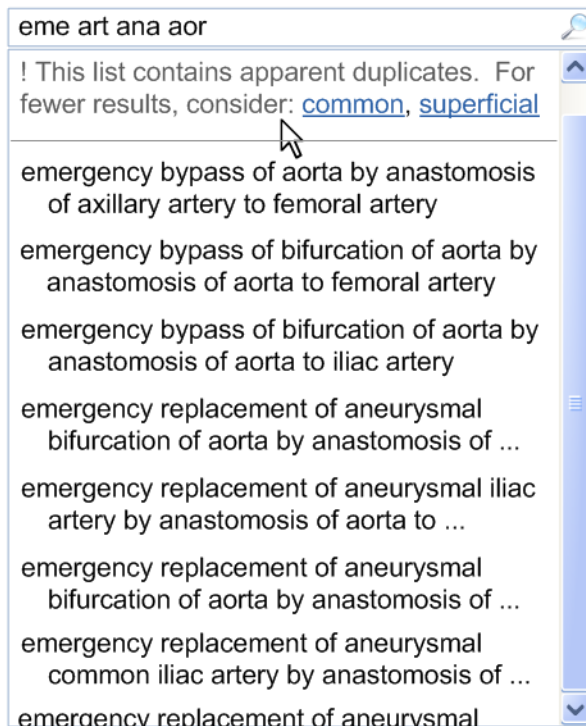 eme art ana aor
! This list contains apparent duplicates.  For
fewer results, consider: common, superficial
emergency bypass of aorta by anastomosis
of axillary artery to femoral artery
emergency bypass of bifurcation of aorta by
anastomosis of aorta to femoral artery
emergency bypass of bifurcation of aorta by
anastomosis of aorta to iliac artery
emergency replacement of aneurysmal
bifurcation of aorta by anastomosis of ...
emergency replacement of aneurysmal iliac
artery by anastomosis of aorta to ...
emergency replacement of aneurysmal
bifurcation of aorta by anastomosis of ...
emergency replacement of aneurysmal
common iliac artery by anastomosis of ...
emergency replacement of aneurysmal